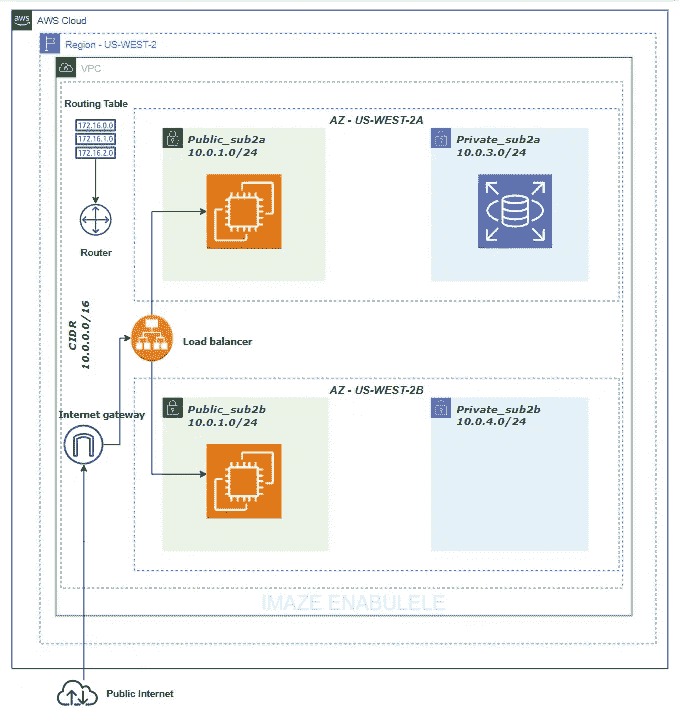 aws
AWS Cloud
Region - US-WEST-2
VPC
Routing Table
172.16.0.0
172.16.1.0
172.16.2.0
Router
AZ - US-WEST-2A
Public_sub2a
10.0.1.0/24
Private_sub2a
10.0.3.0/24
CIDR
10.0.0.0/16
Load balancer
AZ - US-WEST-2B
Internet gateway
Public_sub2b
10.0.1.0/24
Private_sub2b
10.0.4.0/24
IMAZE ENABULELE
Public Internet